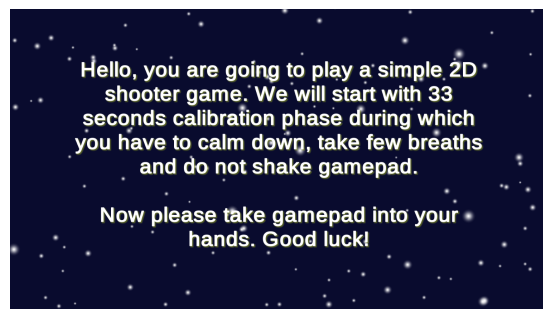 Hello, you are going to play a simple 2D
shooter game. We will start with 33
seconds calibration phase during which
you have to calm down, take few breaths
and do not shake gamepad.
Now please take gamepad into your
hands. Good luck!